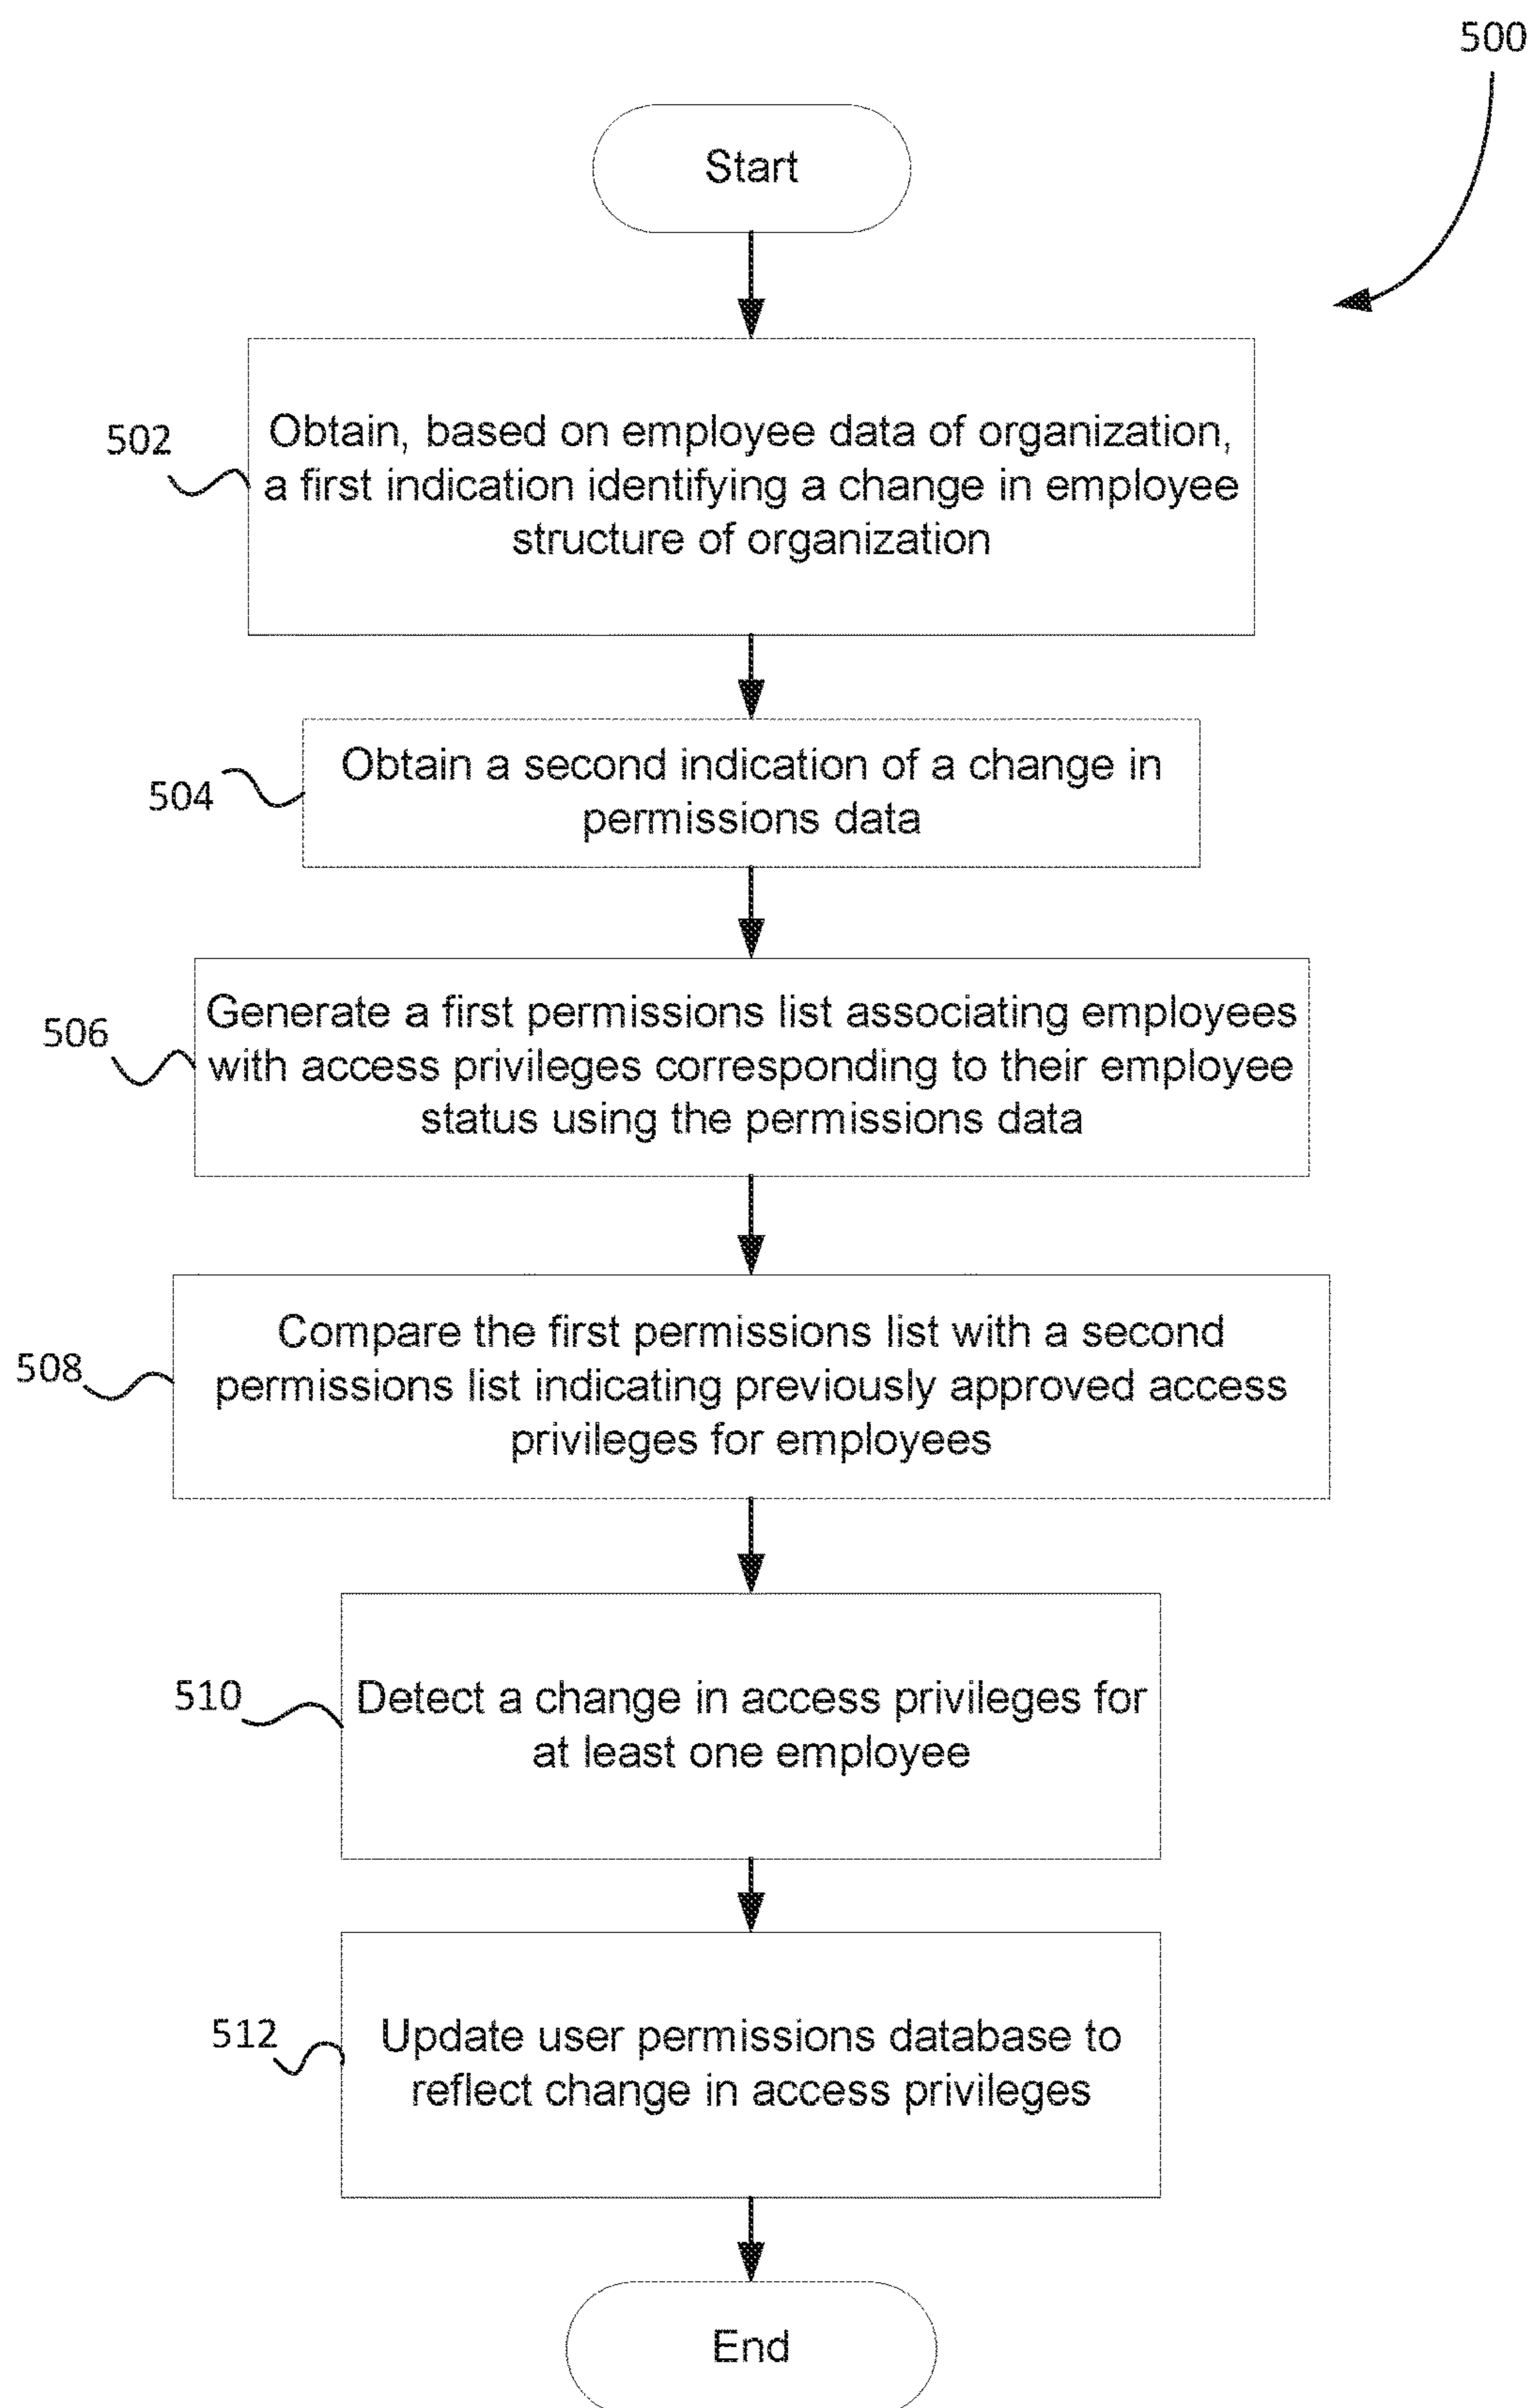 500
Start
502
Obtain, based on employee data of organization,
a first indication identifying a change in employee
structure of organization
504
Obtain a second indication of a change in
permissions data
506
Generate a first permissions list associating employees
with access privileges corresponding to their employee
status using the permissions data
508
Compare the first permissions list with a second
permissions list indicating previously approved access
privileges for employees
510
Detect a change in access privileges for
at least one employee
512
Update user permissions database to
reflect change in access privileges
End